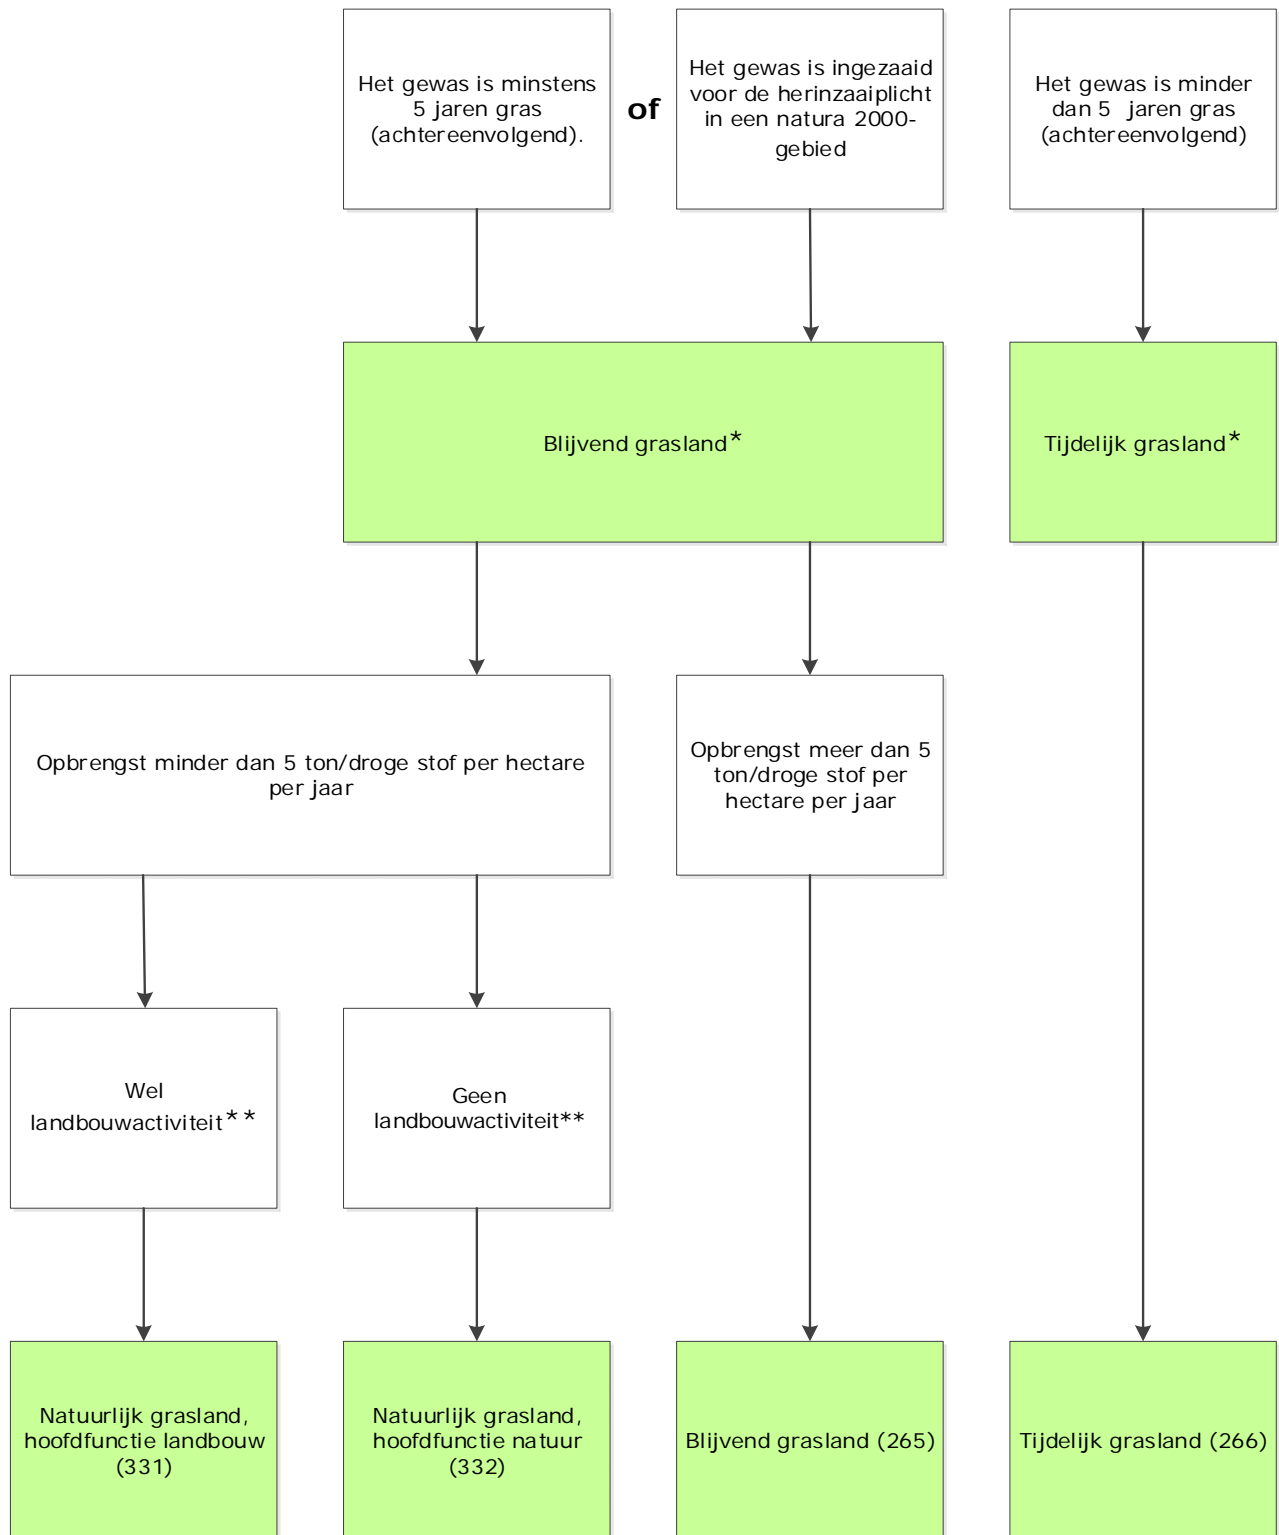 Het gewas is minstens
5 jaren gras
(achtereenvolgend).
of
Het gewas is ingezaaid
voor de herinzaaiplicht
in een natura 2000-
gebied
Het gewas is minder
dan 5 jaren gras
(achtereenvolgend)
Blijvend grasland*
Tijdelijk grasland*
Opbrengst minder dan 5 ton/droge stof per hectare
per jaar
Opbrengst meer dan 5
ton/droge stof per
hectare per jaar
Wel
landbouwactiviteit**
Geen
landbouwactiviteit**
Natuurlijk grasland,
hoofdfunctie landbouw
(331)
Natuurlijk grasland,
hoofdfunctie natuur
(332)
Blijvend grasland (265)
Tijdelijk grasland (266)